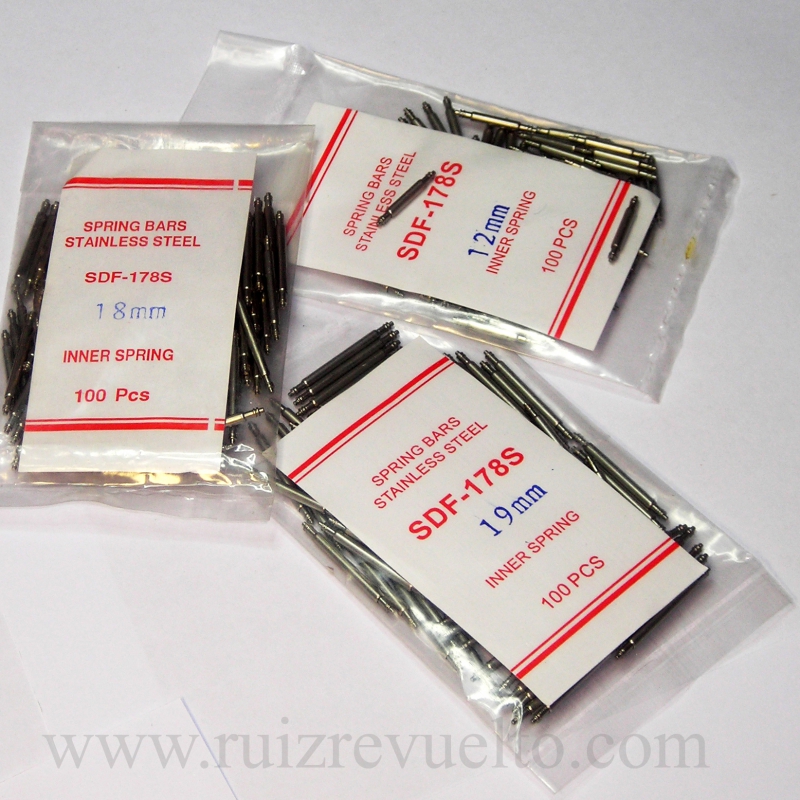 SPRING BARS
STAINLESS STEEL
SDF-178S
18mm
INNER SPRING
100 Pcs
SPRING BARS
STAINLESS STEEL
SDF-178S
12mm
INNER SPRING
100 PCS
SPRING BARS
STAINLESS STEEL
SDF-178S
19mm
INNER SPRING
100 PCS
www.ruizrevuelto.com